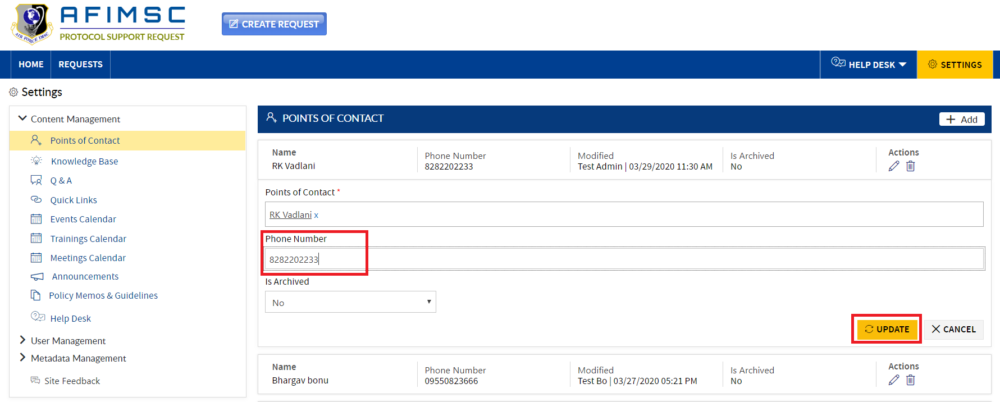 AFIMSC
PROTOCOL SUPPORT REQUEST
AIR FORCE IMSC
CREATE REQUEST
HOME
REQUESTS
HELP DESK
SETTINGS
Settings
Content Management
Points of Contact
Knowledge Base
Q & A
Quick Links
Events Calendar
Trainings Calendar
Meetings Calendar
Announcements
Policy Memos & Guidelines
Help Desk
User Management
Metadata Management
Site Feedback
POINTS OF CONTACT
+ Add
Name
RK Vadlani
Phone Number
8282202233
Modified
Test Admin | 03/29/2020 11:30 AM
Is Archived
No
Actions
Points of Contact *
RK Vadlani x
Phone Number
8282202233
Is Archived
No
UPDATE
CANCEL
Name
Bhargav bonu
Phone Number
09550823666
Modified
Test Bo | 03/27/2020 05:21 PM
Is Archived
No
Actions